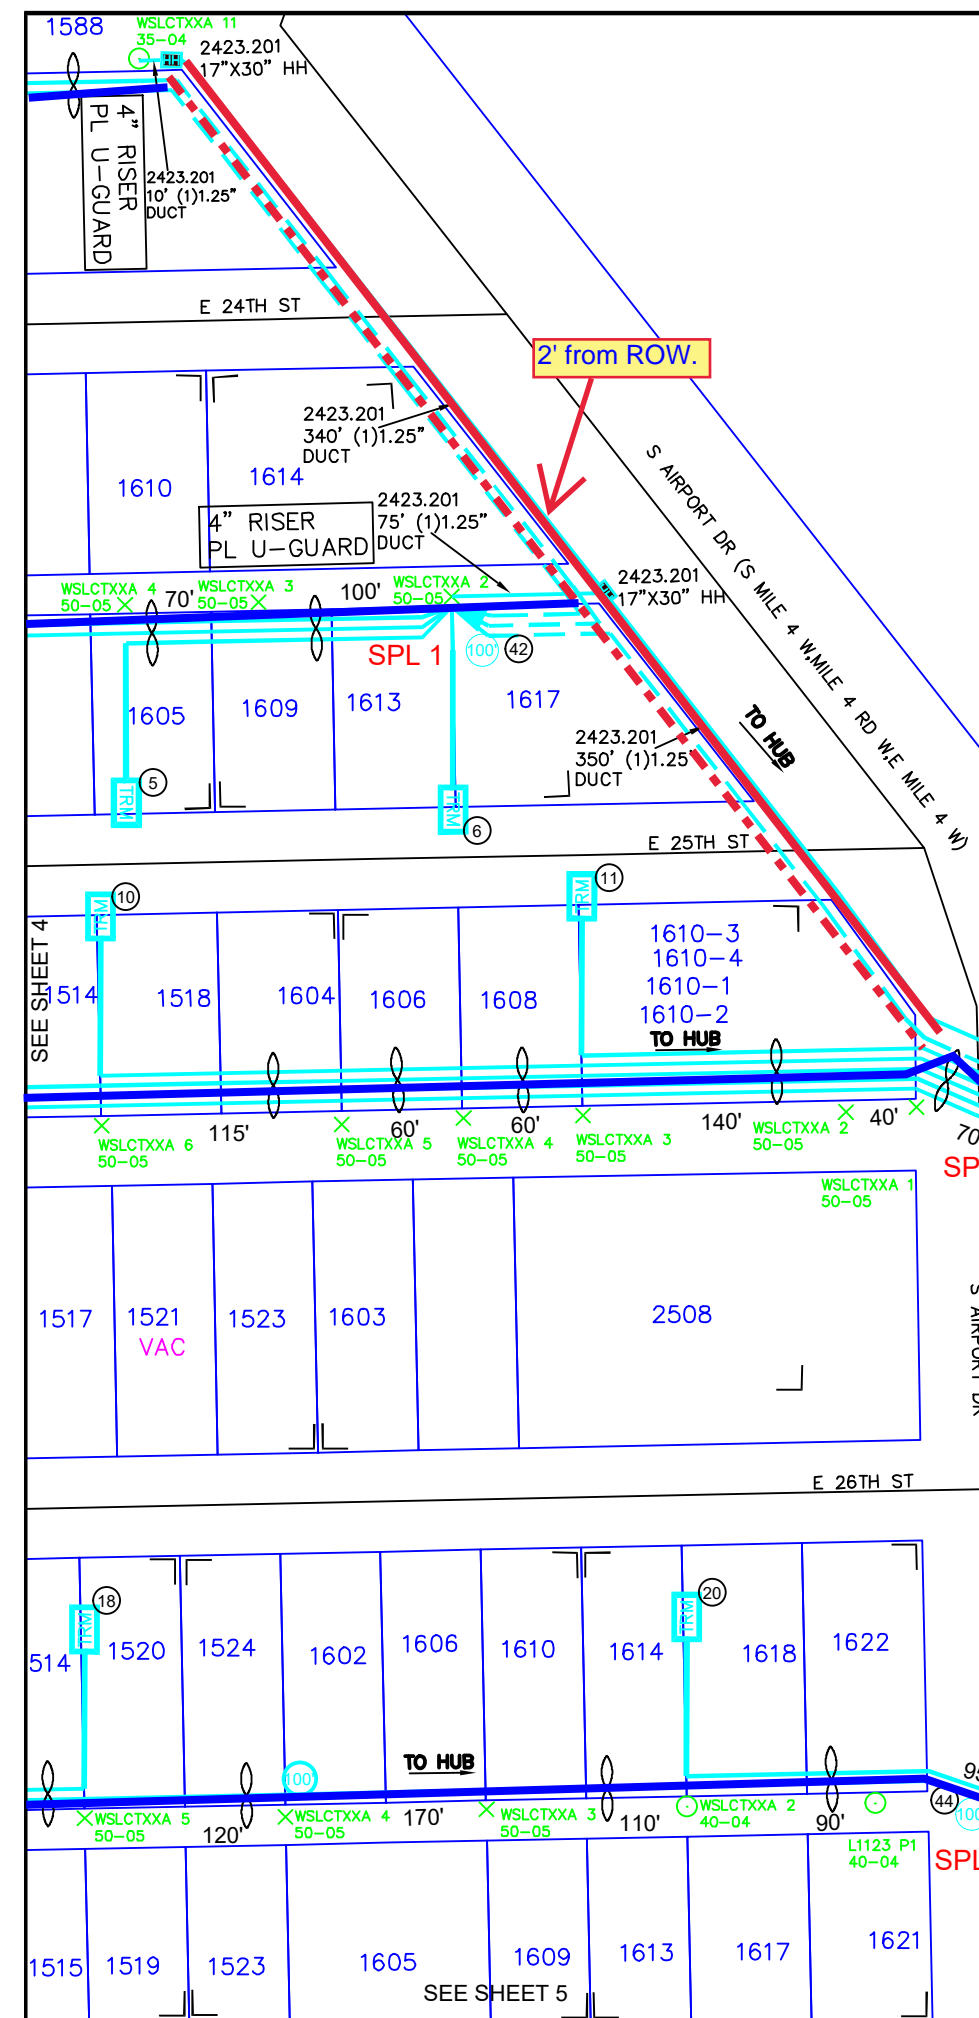 1588
WSLCTXXA 11
35-04
2423.201
17"X30" HH
4" RISER
PL U-GUARD
2423.201
10' (1)1.25"
DUCT
E 24TH ST
2' from ROW.
2423.201
340' (1)1.25"
DUCT
1610
1614
4" RISER
PL U-GUARD
2423.201
75' (1)1.25"
DUCT
S AIRPORT DR (S MILE 4 W,MILE 4 RD W,E MILE 4 W)
2423.201
17"X30" HH
WSLCTXXA 4
50-05
70'
WSLCTXXA 3
50-05
100'
WSLCTXXA 2
50-05
SPL 1
100'
42
1605
1609
1613
1617
TO HUB
2423.201
350' (1)1.25'
DUCT
TRM
5
TRM
6
E 25TH ST
TRM
10
TRM
11
SEE SHEET 4
1514
1518
1604
1606
1608
1610-3
1610-4
1610-1
1610-2
TO HUB
WSLCTXXA 6
50-05
115'
WSLCTXXA 5
50-05
60'
WSLCTXXA 4
50-05
60'
WSLCTXXA 3
50-05
140'
WSLCTXXA 2
50-05
40'
70
SP
WSLCTXXA 1
50-05
1517
1521
VAC
1523
1603
2508
S AIRPORT DR
E 26TH ST
TRM
18
TRM
20
514
1520
1524
1602
1606
1610
1614
1618
1622
TO HUB
100'
95
44
100
WSLCTXXA 5
50-05
120'
WSLCTXXA 4
50-05
170'
WSLCTXXA 3
50-05
110'
WSLCTXXA 2
40-04
90'
L1123 P1
40-04
SPL
1515
1519
1523
1605
1609
1613
1617
1621
SEE SHEET 5